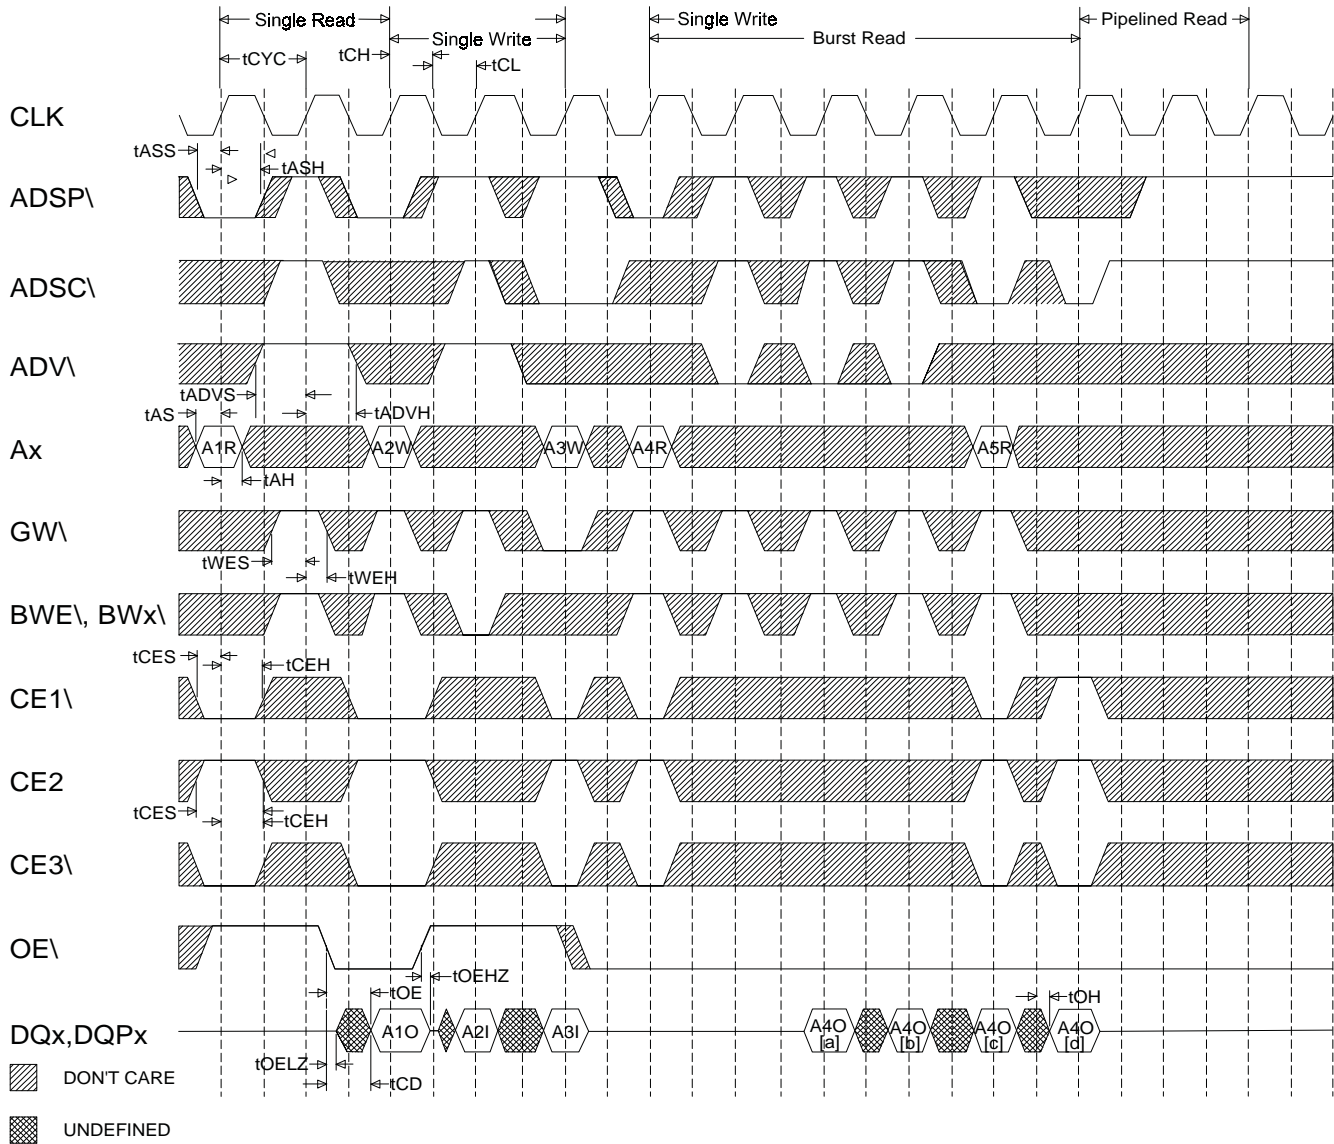 Single Read
Single Write
Pipelined Read
Single Write
Burst Read
tCYC
tCH
tCL
CLK
tASS
tASH
ADSP\
ADSC\
ADV\
tADVS
tADVH
tAS
Ax
A1R
A2W
A3W
A4R
A5R
tAH
GW\
tWES
tWEH
BWE\, BWx\
tCES
tCEH
CE1\
CE2
tCES
tCEH
CE3\
OE\
tOEHZ
tOE
tOH
DQx,DQPx
A1O
A2I
A3I
A4O
[a]
A4O
[b]
A4O
[c]
A4O
[d]
tOELZ
tCD
DON'T CARE
UNDEFINED